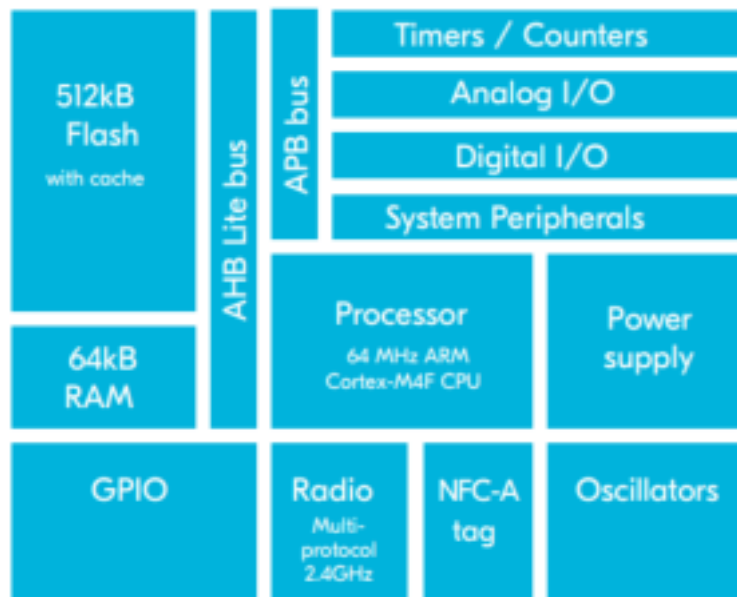 512kB
Flash
with cache
64kB
RAM
AHB Lite bus
APB bus
Timers / Counters
Analog I/O
Digital I/O
System Peripherals
Processor
64 MHz ARM
Cortex-M4F CPU
Power
supply
GPIO
Radio
Multi-
protocol
2.4GHz
NFC-A
tag
Oscillators